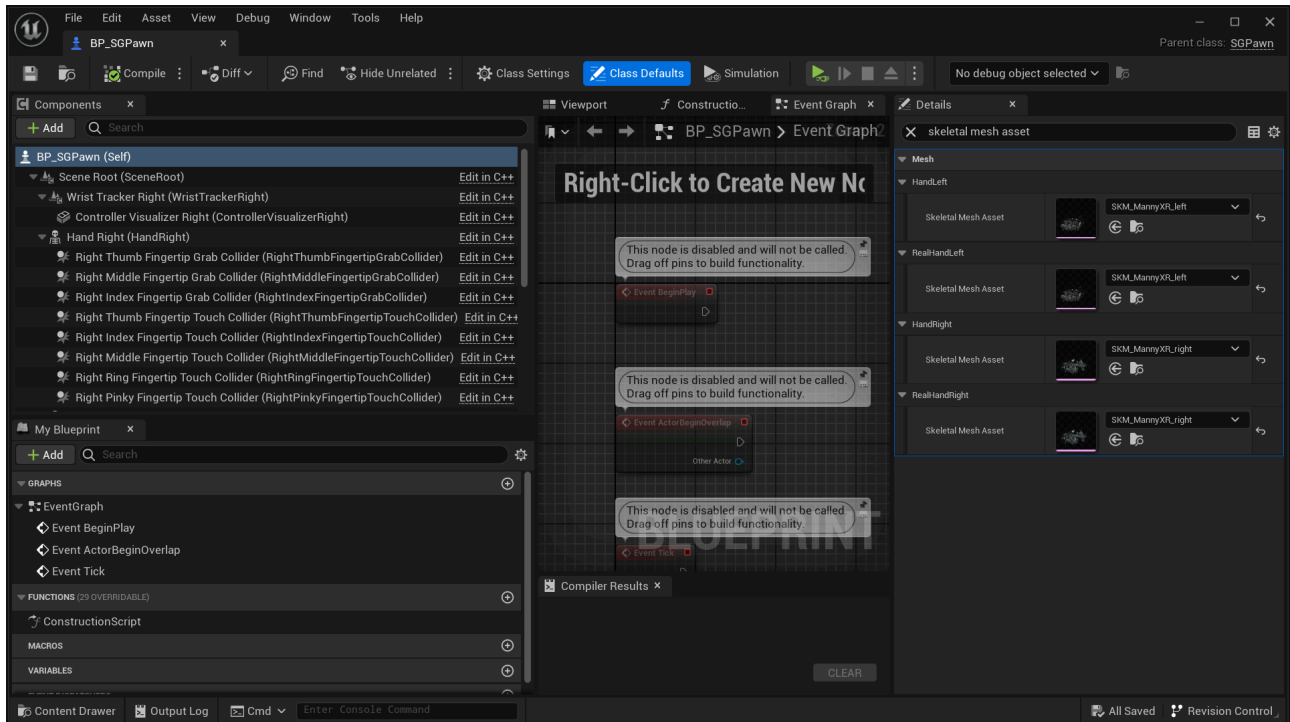 File Edit Asset View Debug Window Tools Help
BP_SGPawn
Parent class: SGPawn
Compile Diff Find Hide Unrelated Class Settings Class Defaults Simulation No debug object selected
Components
Add Search
BP_SGPawn (Self)
Scene Root (SceneRoot) Edit in C++
Wrist Tracker Right (WristTrackerRight) Edit in C++
Controller Visualizer Right (ControllerVisualizerRight) Edit in C++
Hand Right (HandRight) Edit in C++
Right Thumb Fingertip Grab Collider (RightThumbFingertipGrabCollider) Edit in C++
Right Middle Fingertip Grab Collider (RightMiddleFingertipGrabCollider) Edit in C++
Right Index Fingertip Grab Collider (RightIndexFingertipGrabCollider) Edit in C++
Right Thumb Fingertip Touch Collider (RightThumbFingertipTouchCollider) Edit in C++
Right Index Fingertip Touch Collider (RightIndexFingertipTouchCollider) Edit in C++
Right Middle Fingertip Touch Collider (RightMiddleFingertipTouchCollider) Edit in C++
Right Ring Fingertip Touch Collider (RightRingFingertipTouchCollider) Edit in C++
Right Pinky Fingertip Touch Collider (RightPinkyFingertipTouchCollider) Edit in C++
My Blueprint
Add Search
GRAPHS
EventGraph
Event BeginPlay
Event ActorBeginOverlap
Event Tick
FUNCTIONS (29 OVERRIDABLE)
ConstructionScript
MACROS
VARIABLES
Viewport Constructio... Event Graph
BP_SGPawn > Event Graph
Right-Click to Create New No
This node is disabled and will not be called.
Drag off pins to build functionality.
Event BeginPlay
This node is disabled and will not be called.
Drag off pins to build functionality.
Event ActorBeginOverlap
Other Actor
This node is disabled and will not be called.
Drag off pins to build functionality.
BLUEPRINT
Event Tick
Compiler Results
CLEAR
Details
skeletal mesh asset
Mesh
HandLeft
Skeletal Mesh Asset SKM_MannyXR_left
RealHandLeft
Skeletal Mesh Asset SKM_MannyXR_left
HandRight
Skeletal Mesh Asset SKM_MannyXR_right
RealHandRight
Skeletal Mesh Asset SKM_MannyXR_right
Content Drawer Output Log Cmd Enter Console Command All Saved Revision Control